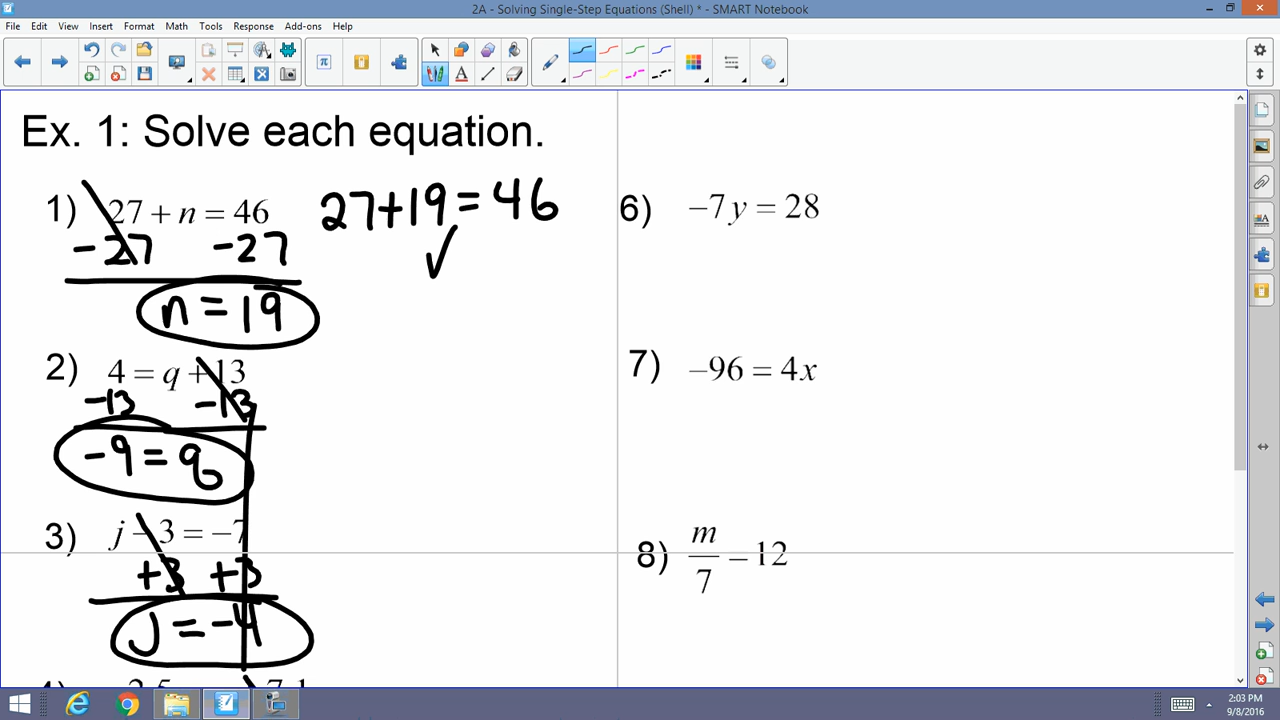 2A - Solving Single-Step Equations (Shell) * - SMART Notebook
File Edit View Insert Format Math Tools Response Add-ons Help
Ex. 1: Solve each equation.
1) 27 + n = 46
27+19=46
-27 -27
✓
n = 19
2) 4 = q + 13
-13 -13
-9 = q
3) j - 3 = -7
+3 +3
j = -4
6) -7y = 28
7) -96 = 4x
8) m/7 - 12
2:03 PM
9/8/2016